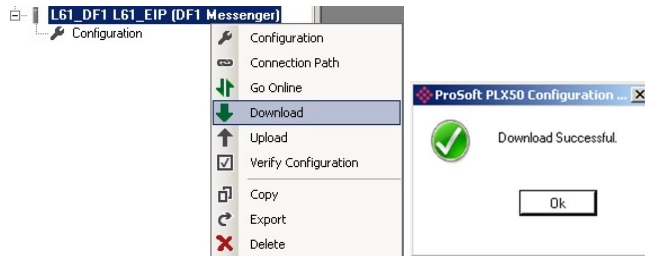 L61_DF1 L61_EIP (DF1 Messenger)
Configuration
Configuration
Connection Path
Go Online
Download
Upload
Verify Configuration
Copy
Export
Delete
ProSoft PLX50 Configuration ...
Download Successful.
Ok